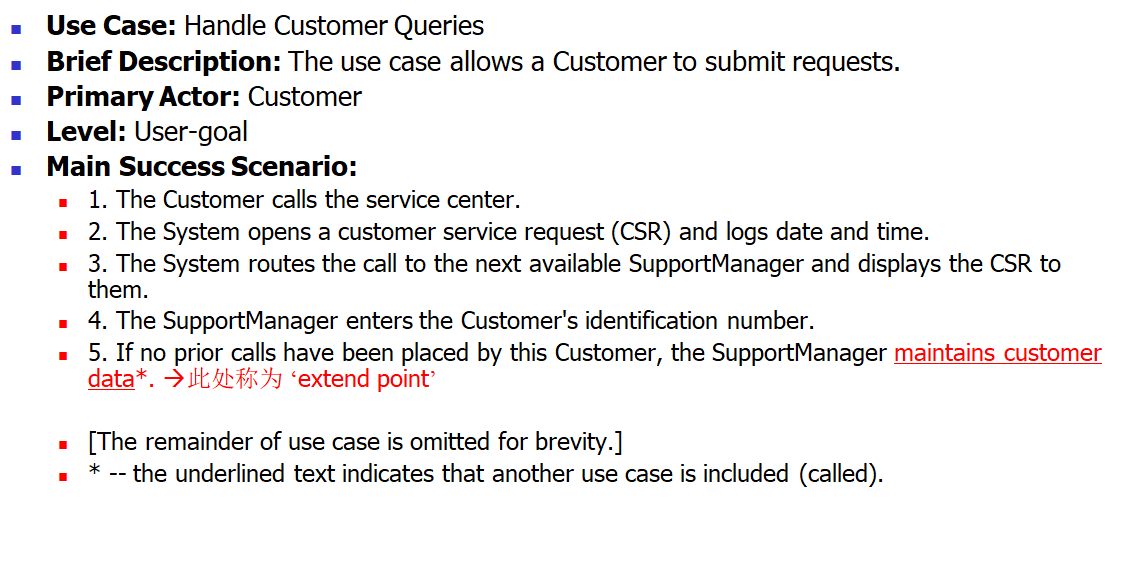 Use Case: Handle Customer Queries
Brief Description: The use case allows a Customer to submit requests.
Primary Actor: Customer
Level: User-goal
Main Success Scenario:
1. The Customer calls the service center.
2. The System opens a customer service request (CSR) and logs date and time.
3. The System routes the call to the next available SupportManager and displays the CSR to
them.
4. The SupportManager enters the Customer's identification number.
5. If no prior calls have been placed by this Customer, the SupportManager maintains customer
data*. →此处称为 ‘extend point’
[The remainder of use case is omitted for brevity.]
* -- the underlined text indicates that another use case is included (called).